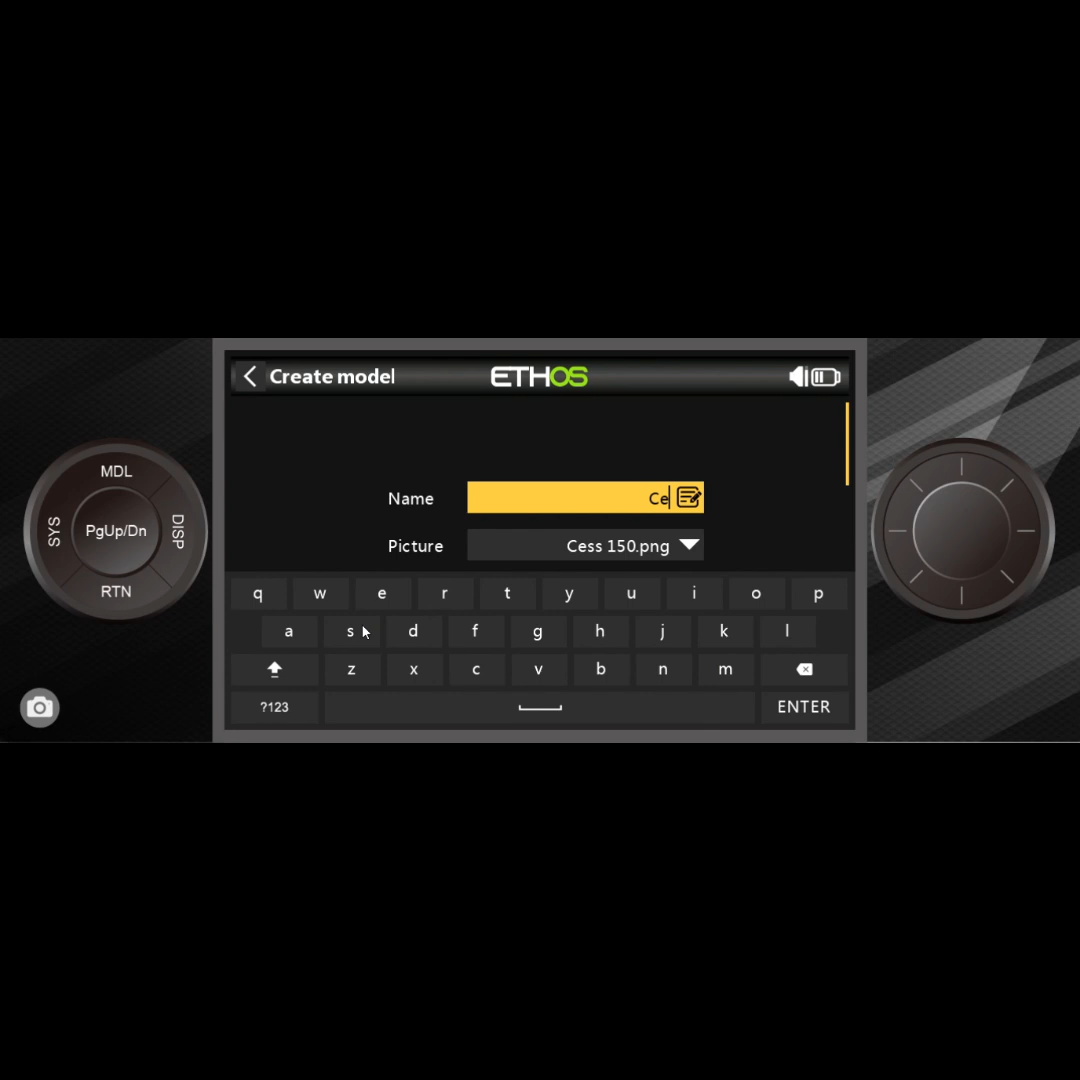 Create model
ETHOS
MDL
SYS
PgUp/Dn
DISP
RTN
Name
Ce
Picture
Cess 150.png
q w e r t y u i o p
a s d f g h j k l
z x c v b n m
?123
ENTER